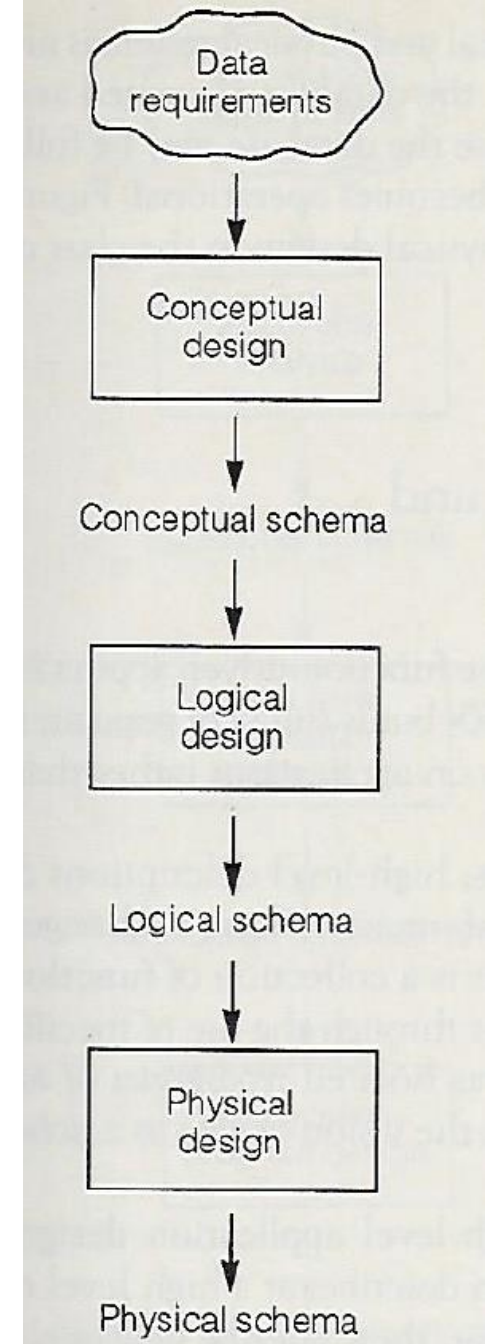 Data
requirements
Conceptual
design
Conceptual schema
Logical
design
Logical schema
Physical
design
Physical schema